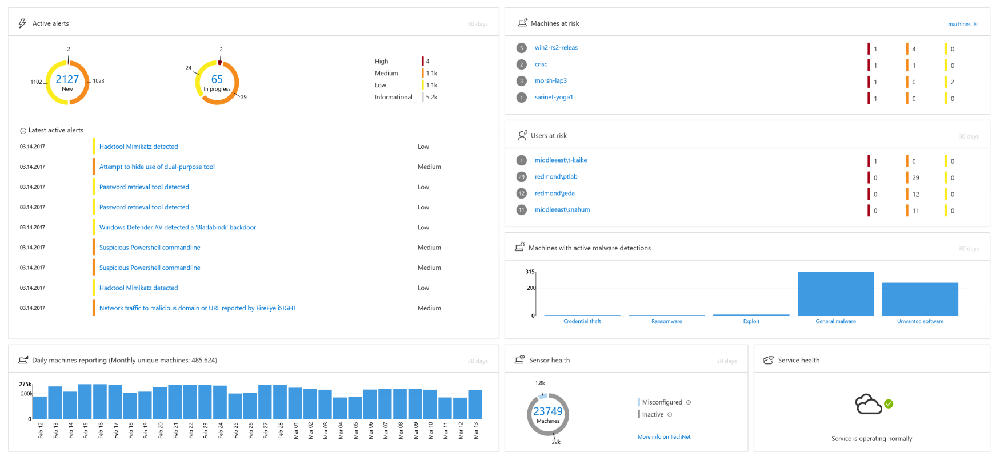 Active alerts
30 days
2
1102
2127
New
1023
2
24
65
In progress
39
High 4
Medium 1.1k
Low 1.1k
Informational 5.2k
Latest active alerts
03.14.2017 Hacktool Mimikatz detected Low
03.14.2017 Attempt to hide use of dual-purpose tool Medium
03.14.2017 Password retrieval tool detected Low
03.14.2017 Password retrieval tool detected Low
03.14.2017 Windows Defender AV detected a 'Bladabindi' backdoor Low
03.14.2017 Suspicious Powershell commandline Medium
03.14.2017 Suspicious Powershell commandline Medium
03.14.2017 Hacktool Mimikatz detected Low
03.14.2017 Network traffic to malicious domain or URL reported by FireEye iSIGHT Medium
Machines at risk
machines list
5 win2-rs2-releas 1 4 0
2 crisc 1 1 0
3 morsh-lap3 1 0 2
1 sarinet-yoga1 1 0 0
Users at risk
30 days
1 middleeast\t-kaike 1 0 0
29 redmond\ptlab 0 29 0
12 redmond\jeda 0 12 0
11 middleeast\snahum 0 11 0
Machines with active malware detections
30 days
315
200
0
Credential theft Ransomware Exploit General malware Unwanted software
Daily machines reporting (Monthly unique machines: 485,624)
30 days
275k
200k
0
Feb 12 Feb 13 Feb 14 Feb 15 Feb 16 Feb 17 Feb 18 Feb 19 Feb 20 Feb 21 Feb 22 Feb 23 Feb 24 Feb 25 Feb 26 Feb 27 Feb 28 Mar 01 Mar 02 Mar 03 Mar 04 Mar 05 Mar 06 Mar 07 Mar 08 Mar 09 Mar 10 Mar 11 Mar 12 Mar 13
Sensor health
30 days
1.8k
23749
Machines
22k
Misconfigured
Inactive
More info on TechNet
Service health
Service is operating normally